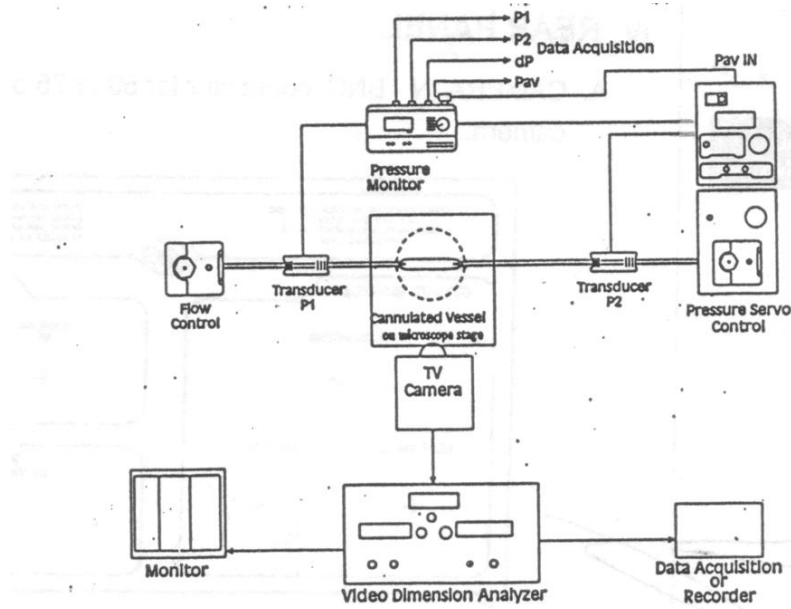 P1
P2
Data Acquisition
dP
Pav
Pav IN
Pressure
Monitor
Transducer
P1
Transducer
P2
Flow
Control
Cannulated Vessel
on microscope stage
Pressure Servo
Control
TV
Camera
Monitor
Video Dimension Analyzer
Data Acquisition
or
Recorder